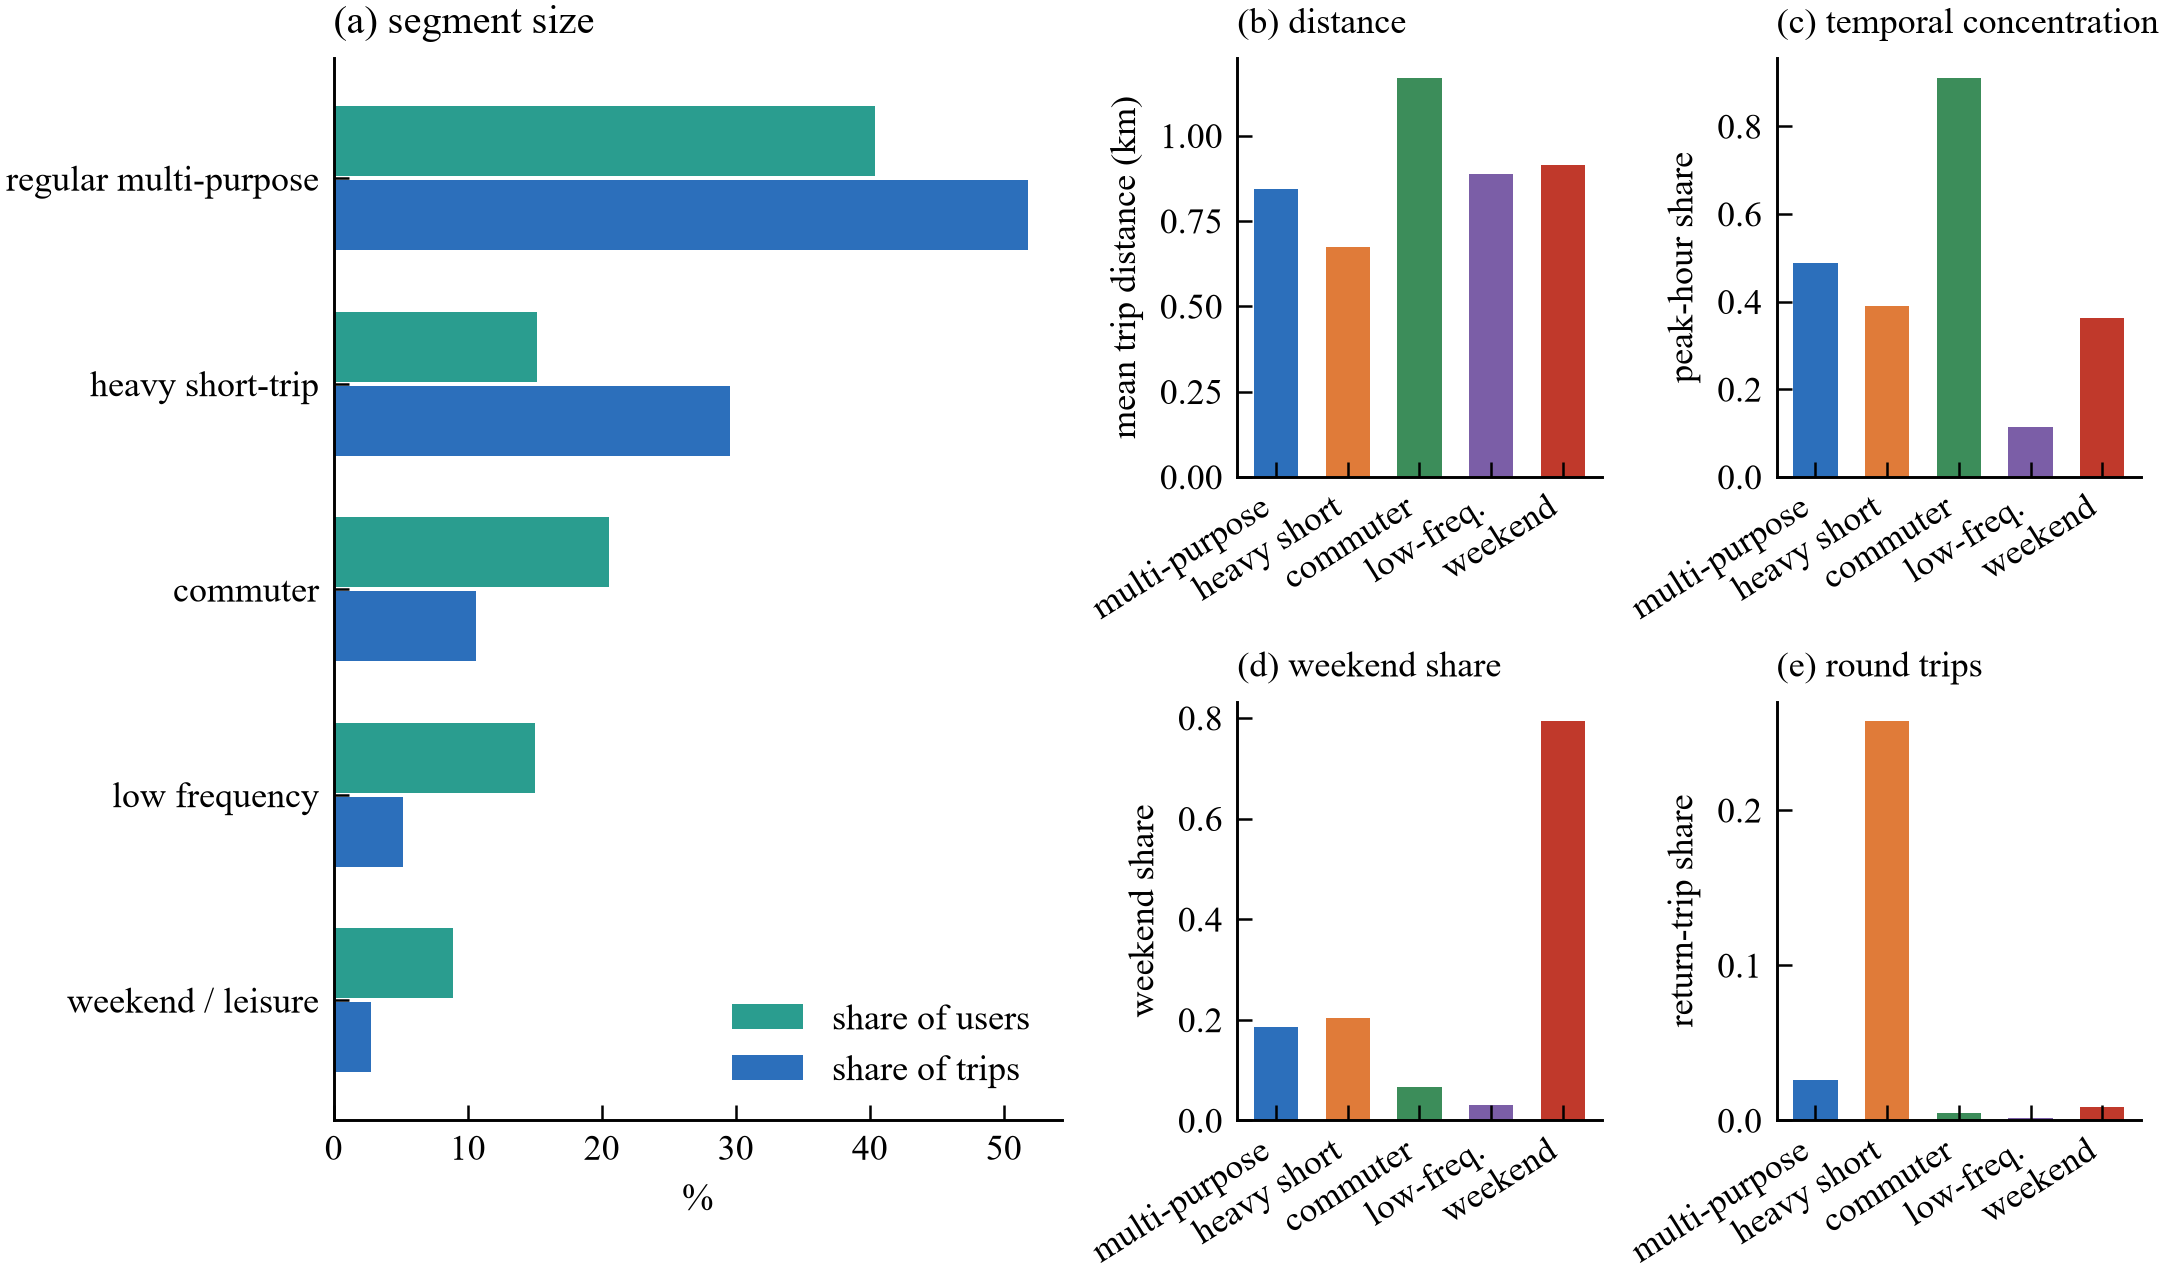 (a) segment size
regular multi-purpose
heavy short-trip
commuter
low frequency
weekend / leisure
share of users
share of trips
0 10 20 30 40 50
%
(b) distance
mean trip distance (km)
1.00
0.75
0.50
0.25
0.00
multi-purpose
heavy short
commuter
low-freq.
weekend
(c) temporal concentration
peak-hour share
0.8
0.6
0.4
0.2
0.0
multi-purpose
heavy short
commuter
low-freq.
weekend
(d) weekend share
weekend share
0.8
0.6
0.4
0.2
0.0
multi-purpose
heavy short
commuter
low-freq.
weekend
(e) round trips
return-trip share
0.2
0.1
0.0
multi-purpose
heavy short
commuter
low-freq.
weekend